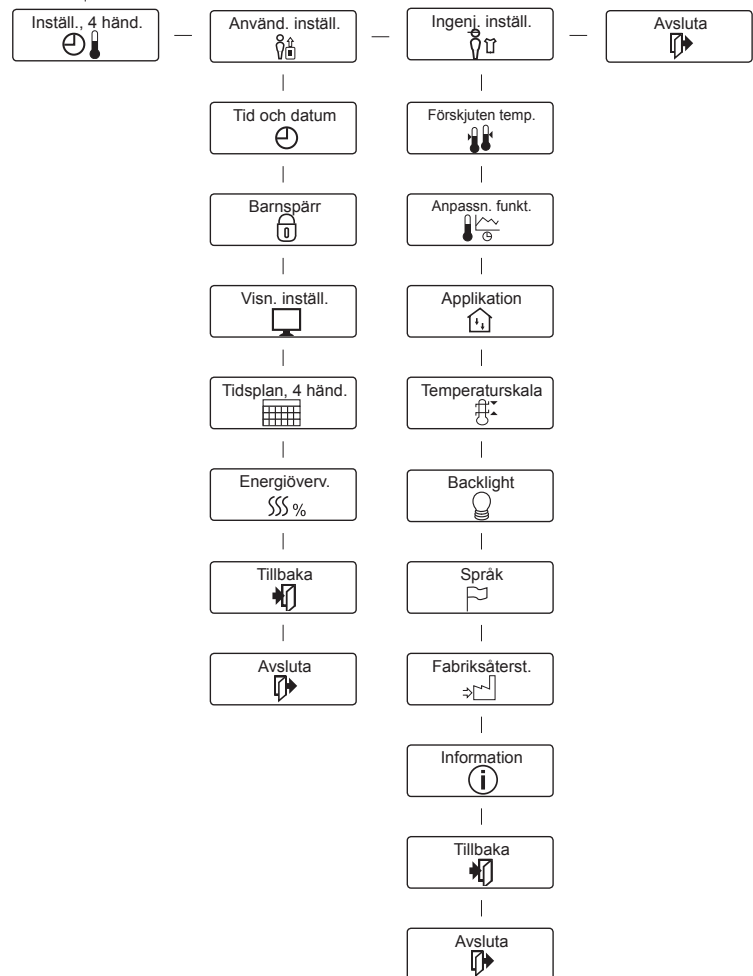 Inställ., 4 händ.
Använd. inställ.
Ingenj. inställ.
Avsluta
Tid och datum
Barnspärr
Visn. inställ.
Tidsplan, 4 händ.
Energiöverv.
%
Tillbaka
Avsluta
Förskjuten temp.
Anpassn. funkt.
Applikation
Temperaturskala
Backlight
Språk
Fabriksåterst.
Information
i
Tillbaka
Avsluta